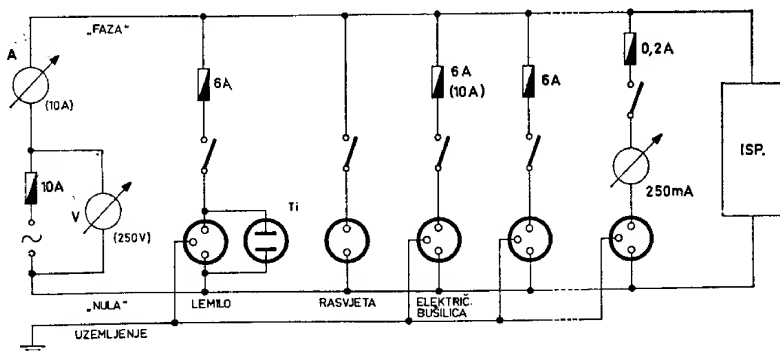 „FAZA"
A
(10A)
10A
V
(250V)
~
6A
Ti
6A
(10A)
6A
0,2A
250mA
ISP.
„NULA"
LEMILO
RASVJETA
ELEKTRIČ.
BUŠILICA
UZEMLJENJE